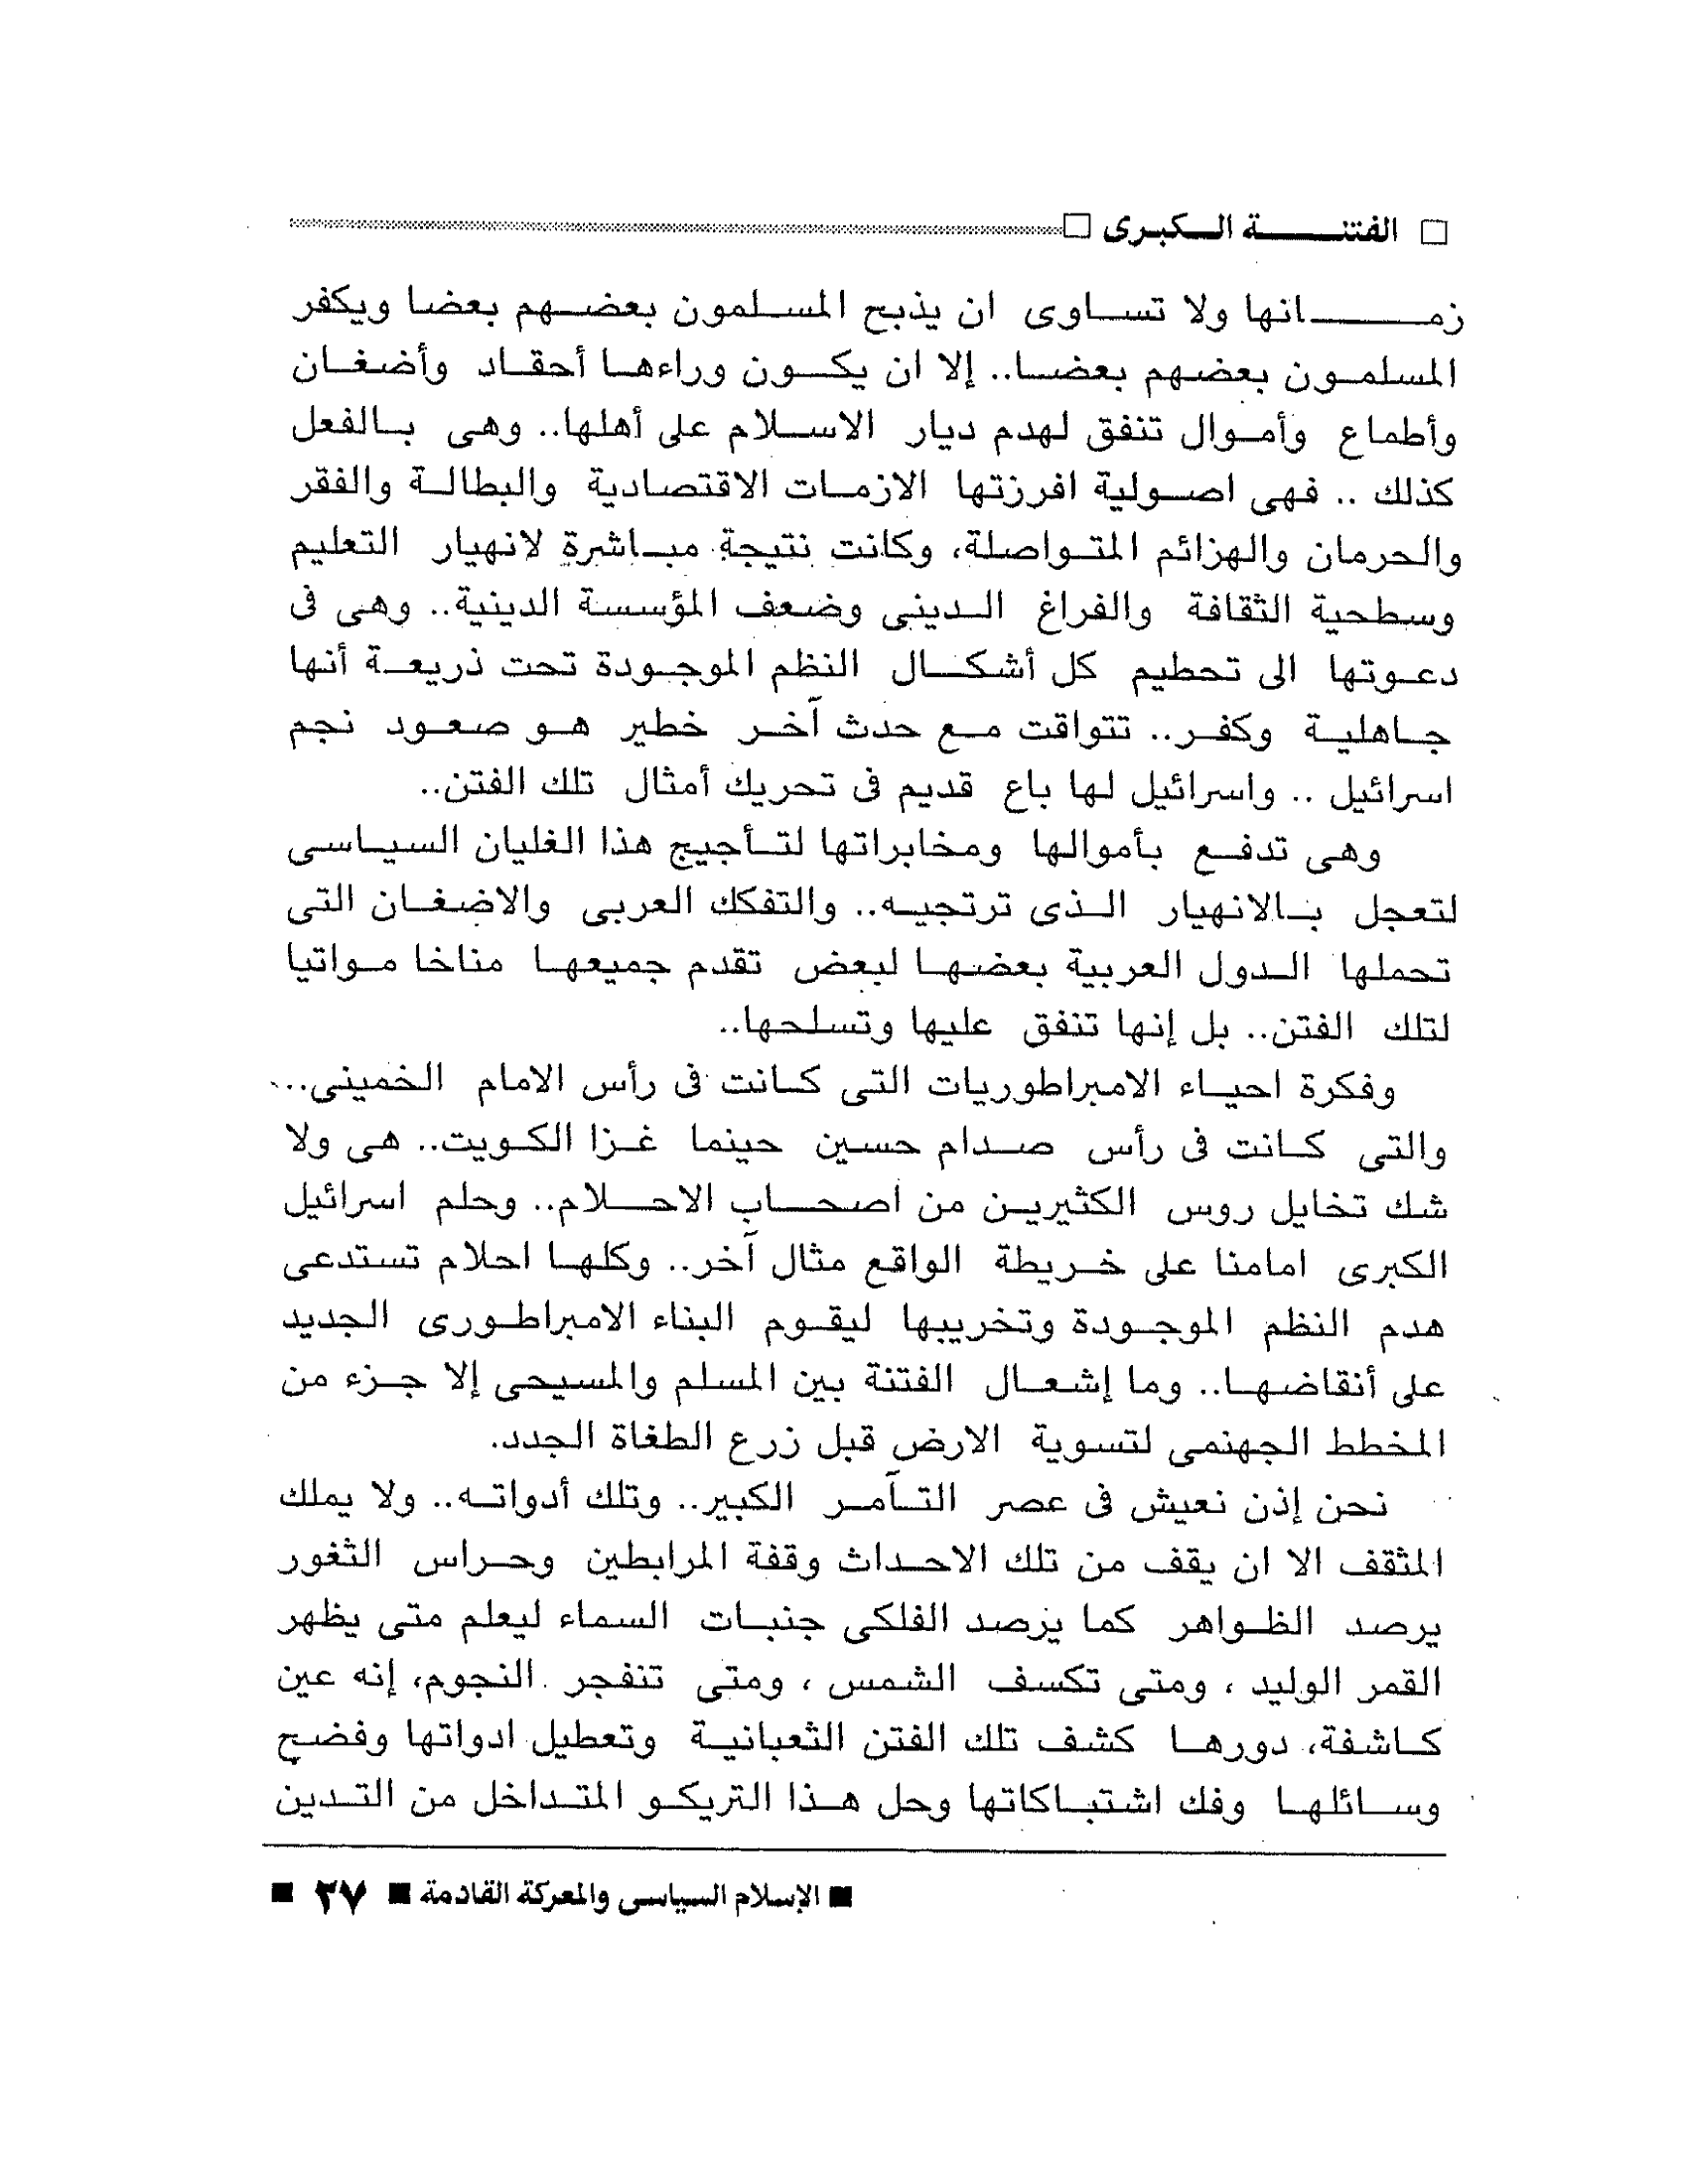 □ الفتنة الكبرى □
زمانها ولا تساوى ان يذبح المسلمون بعضهم بعضا ويكفر
المسلمون بعضهم بعضا.. إلا ان يكون وراءها أحقاد وأضغان
وأطماع وأموال تنفق لهدم ديار الاسلام على أهلها.. وهى بالفعل
كذلك .. فهى اصولية افرزتها الازمات الاقتصادية والبطالة والفقر
والحرمان والهزائم المتواصلة، وكانت نتيجة مباشرة لانهيار التعليم
وسطحية الثقافة والفراغ الدينى وضعف المؤسسة الدينية.. وهى فى
دعوتها الى تحطيم كل أشكال النظم الموجودة تحت ذريعة أنها
جاهلية وكفر.. تتواقت مع حدث آخر خطير هو صعود نجم
اسرائيل .. واسرائيل لها باع قديم فى تحريك أمثال تلك الفتن..
وهى تدفع بأموالها ومخابراتها لتأجيج هذا الغليان السياسى
لتعجل بالانهيار الذى ترتجيه.. والتفكك العربى والاضغان التى
تحملها الدول العربية بعضها لبعض تقدم جميعها مناخا مواتيا
لتلك الفتن.. بل إنها تنفق عليها وتسلحها..
وفكرة احياء الامبراطوريات التى كانت فى رأس الامام الخمينى...
والتى كانت فى رأس صدام حسين حينما غزا الكويت.. هى ولا
شك تخايل روس الكثيرين من اصحاب الاحلام.. وحلم اسرائيل
الكبرى امامنا على خريطة الواقع مثال آخر.. وكلها احلام تستدعى
هدم النظم الموجودة وتخريبها ليقوم البناء الامبراطورى الجديد
على أنقاضها.. وما إشعال الفتنة بين المسلم والمسيحى إلا جزء من
المخطط الجهنمى لتسوية الارض قبل زرع الطغاة الجدد.
نحن إذن نعيش فى عصر التآمر الكبير.. وتلك أدواته.. ولا يملك
المثقف الا ان يقف من تلك الاحداث وقفة المرابطين وحراس الثغور
يرصد الظواهر كما يرصد الفلكى جنبات السماء ليعلم متى يظهر
القمر الوليد ، ومتى تكسف الشمس ، ومتى تنفجر النجوم، إنه عين
كاشفة، دورها كشف تلك الفتن الثعبانية وتعطيل ادواتها وفضح
وسائلها وفك اشتباكاتها وحل هذا التريكو المتداخل من التدين
■ الإسلام السياسى والمعركة القادمة ■ ٣٧ ■